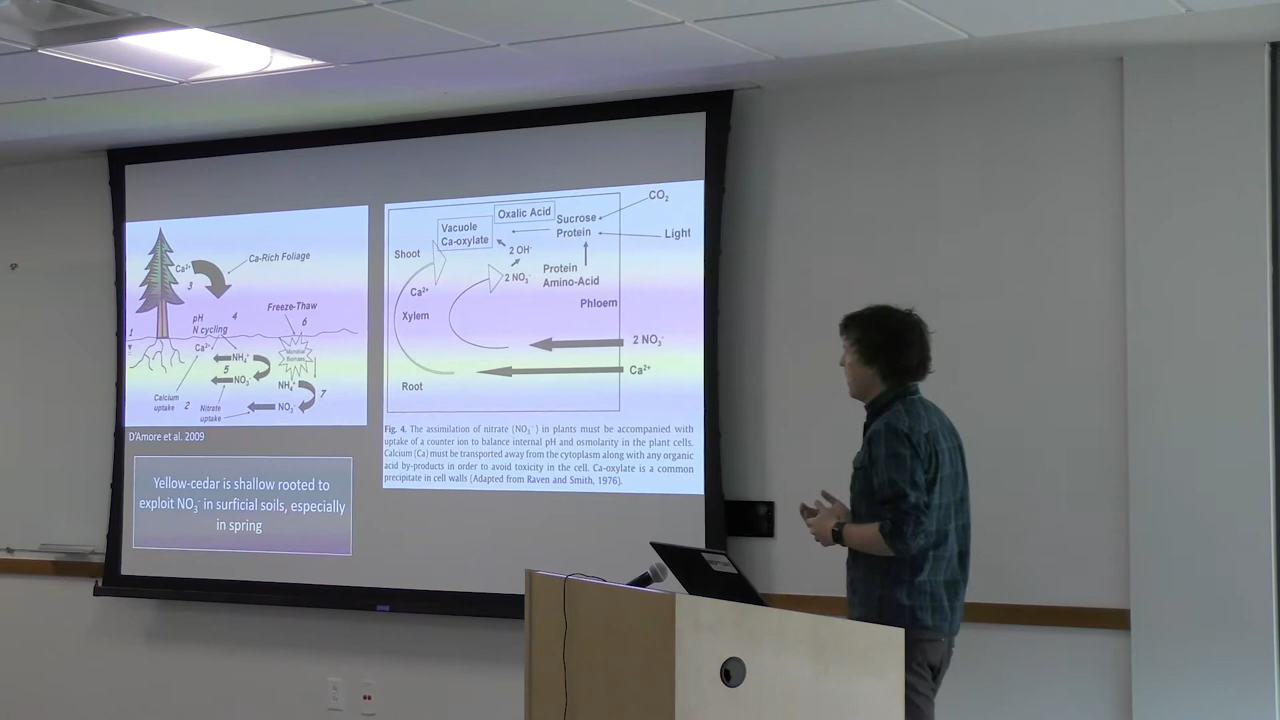 Ca²⁺
3
Ca-Rich Foliage
pH
N cycling
4
Freeze-Thaw
6
1
Ca²⁺
NH₄⁺
5
NO₃⁻
Microbial
Biomass
NH₄⁺
7
NO₃⁻
Calcium
uptake
2
Nitrate
uptake
D'Amore et al. 2009
Yellow-cedar is shallow rooted to
exploit NO₃⁻ in surficial soils, especially
in spring
CO₂
Oxalic Acid
Sucrose
Protein
Light
Vacuole
Ca-oxylate
Shoot
2 OH⁻
2 NO₃⁻
Protein
Amino-Acid
Ca²⁺
Xylem
Phloem
2 NO₃⁻
Ca²⁺
Root
Fig. 4. The assimilation of nitrate (NO₃⁻) in plants must be accompanied with
uptake of a counter ion to balance internal pH and osmolarity in the plant cells.
Calcium (Ca) must be transported away from the cytoplasm along with any organic
acid by-products in order to avoid toxicity in the cell. Ca-oxylate is a common
precipitate in cell walls (Adapted from Raven and Smith, 1976).